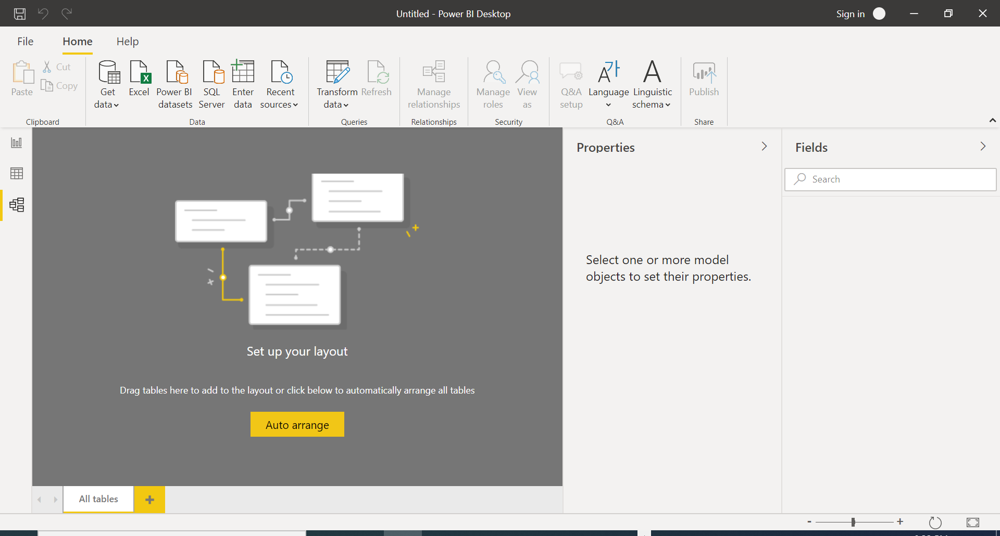 Untitled - Power BI Desktop
Sign in
File
Home
Help
Paste
Cut
Copy
Clipboard
Get
data
Excel
Power BI
datasets
SQL
Server
Enter
data
Recent
sources
Data
Transform
data
Refresh
Queries
Manage
relationships
Relationships
Manage
roles
View
as
Security
Q&A
setup
Language
Linguistic
schema
Q&A
Publish
Share
Properties
Select one or more model
objects to set their properties.
Fields
Search
Set up your layout
Drag tables here to add to the layout or click below to automatically arrange all tables
Auto arrange
All tables